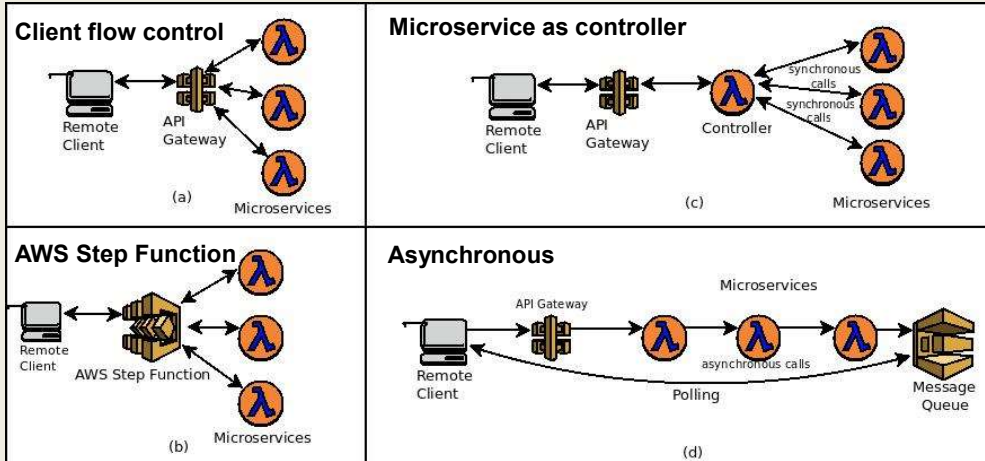 Client flow control
Remote
Client
API
Gateway
Microservices
(a)
Microservice as controller
Remote
Client
API
Gateway
Controller
synchronous
calls
synchronous
calls
Microservices
(c)
AWS Step Function
Remote
Client
AWS Step Function
Microservices
(b)
Asynchronous
Microservices
API Gateway
Remote
Client
asynchronous calls
Polling
Message
Queue
(d)